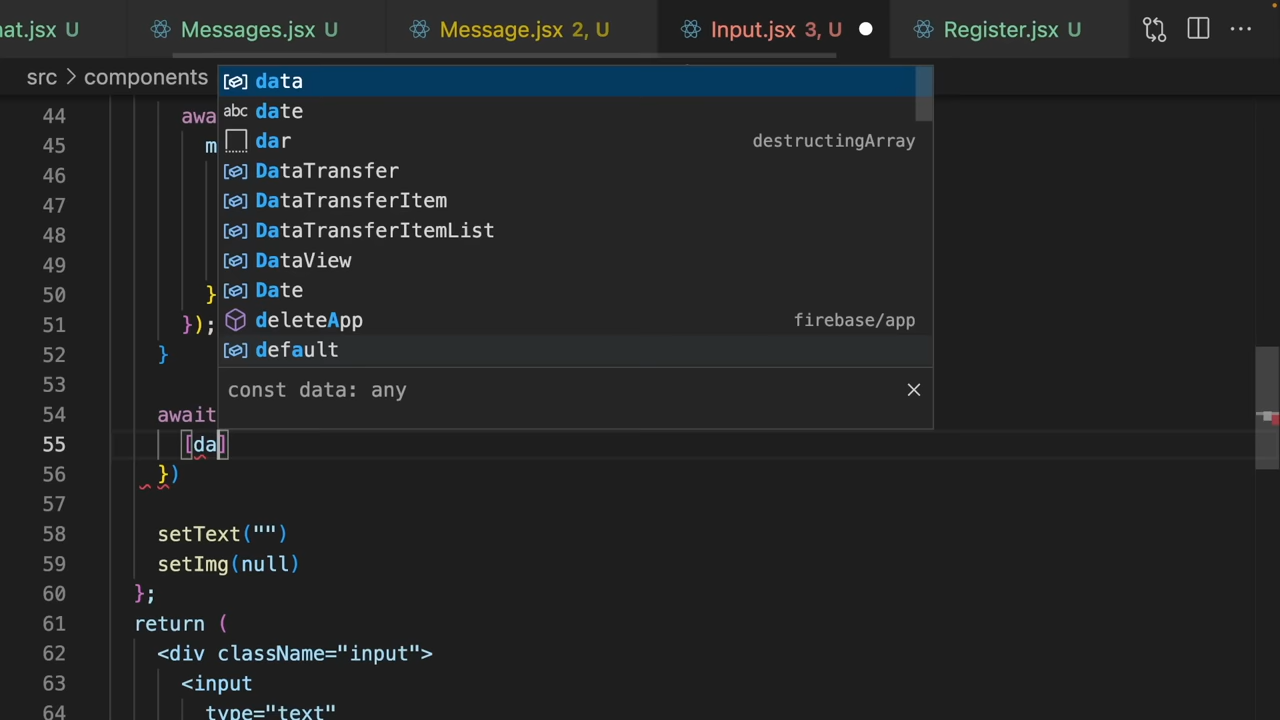 at.jsx U Messages.jsx U Message.jsx 2, U Input.jsx 3, U Register.jsx U
src > components
data
date
dar destructingArray
DataTransfer
DataTransferItem
DataTransferItemList
DataView
Date
deleteApp firebase/app
default
const data: any
44 awa
45 m
46
47
48
49
50 }
51 });
52 }
53
54 await
55 [da]
56 })
57
58 setText("")
59 setImg(null)
60 };
61 return (
62 <div className="input">
63 <input
64 type="text"